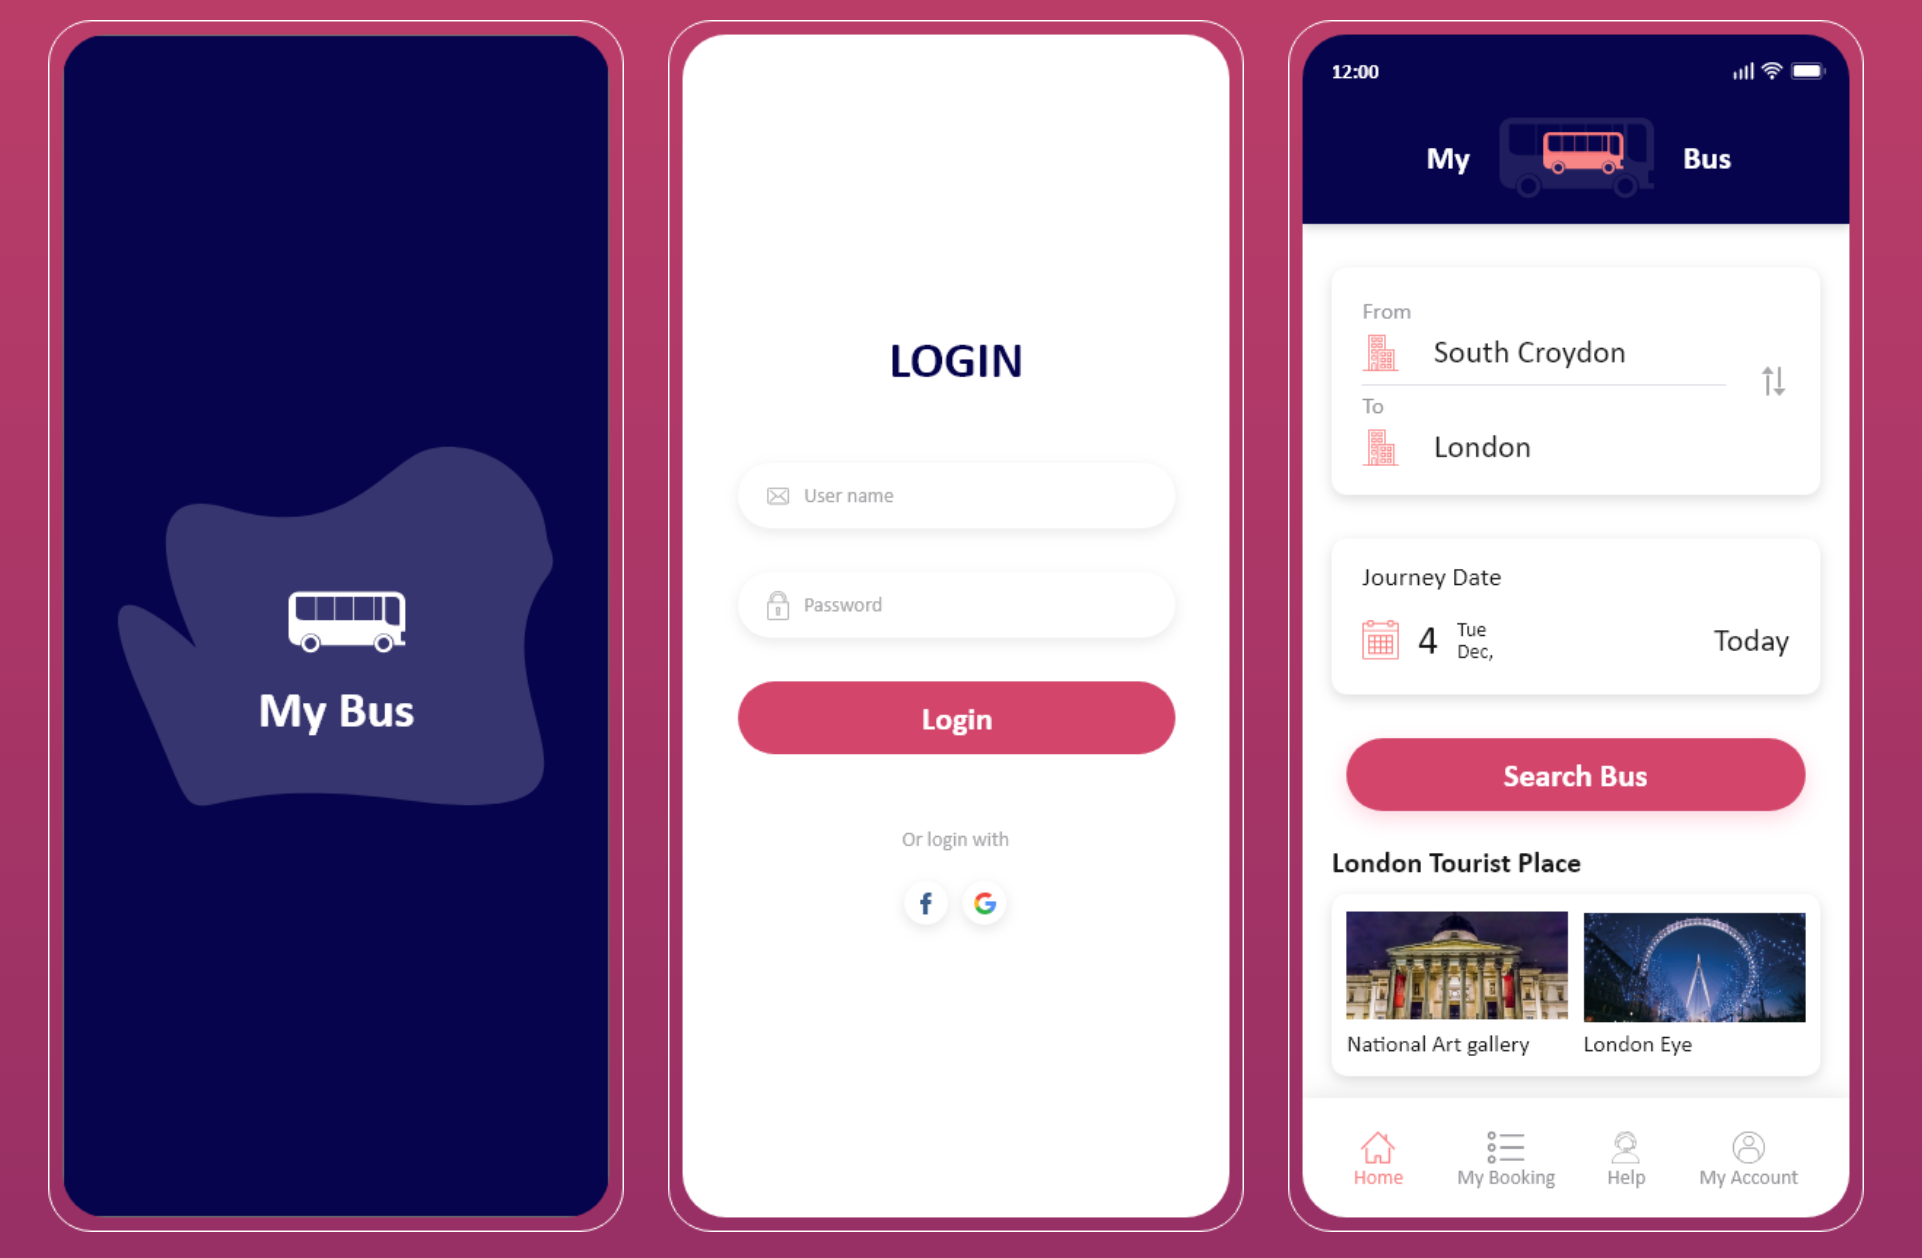 My Bus
LOGIN
User name
Password
Login
Or login with
12:00
My Bus
From
South Croydon
To
London
Journey Date
4 Tue
Dec,
Today
Search Bus
London Tourist Place
National Art gallery
London Eye
Home
My Booking
Help
My Account